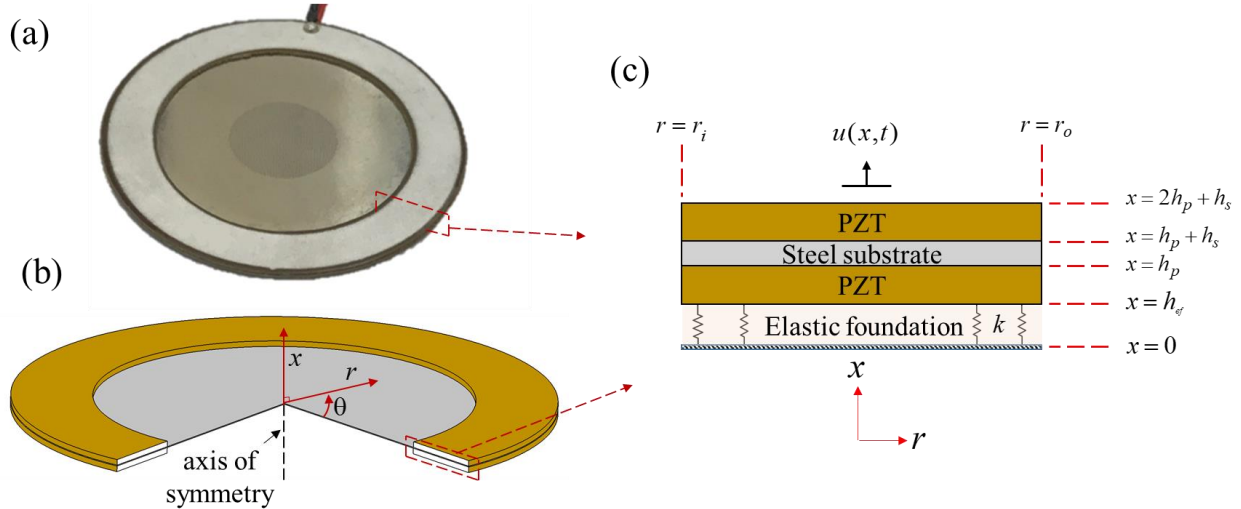 (a)
(b)
x
r
θ
axis of
symmetry
(c)
r = r_i
u(x,t)
r = r_o
PZT
Steel substrate
PZT
Elastic foundation
k
x = 2h_p + h_s
x = h_p + h_s
x = h_p
x = h_ef
x = 0
x
r